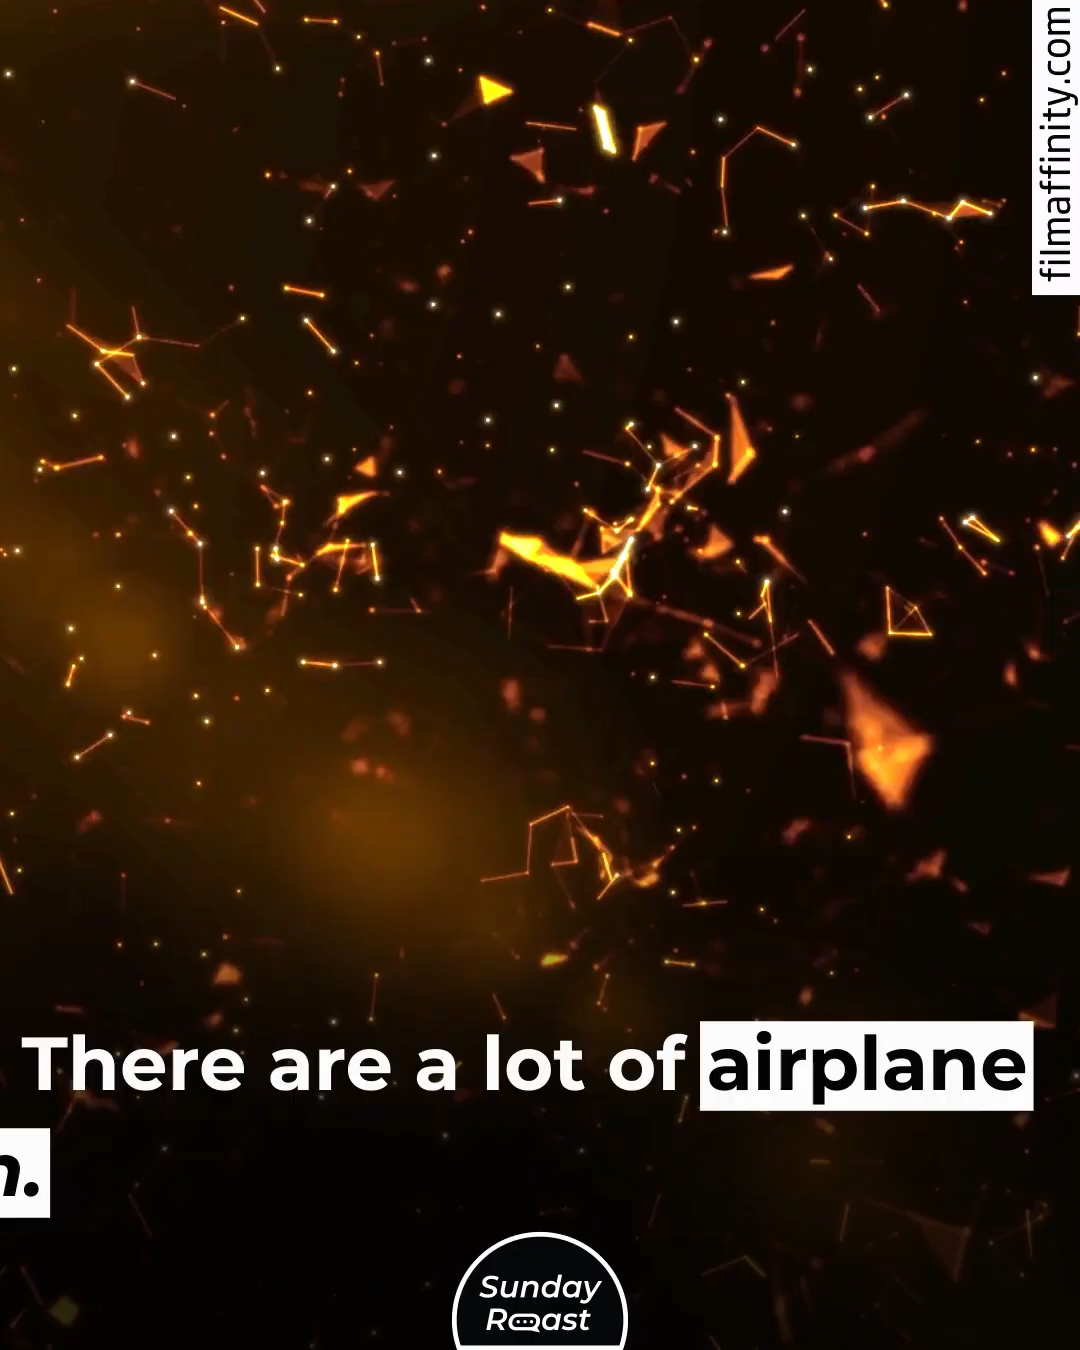 filmaffinity.com
There are a lot of airplane
n.
Sunday
Roast